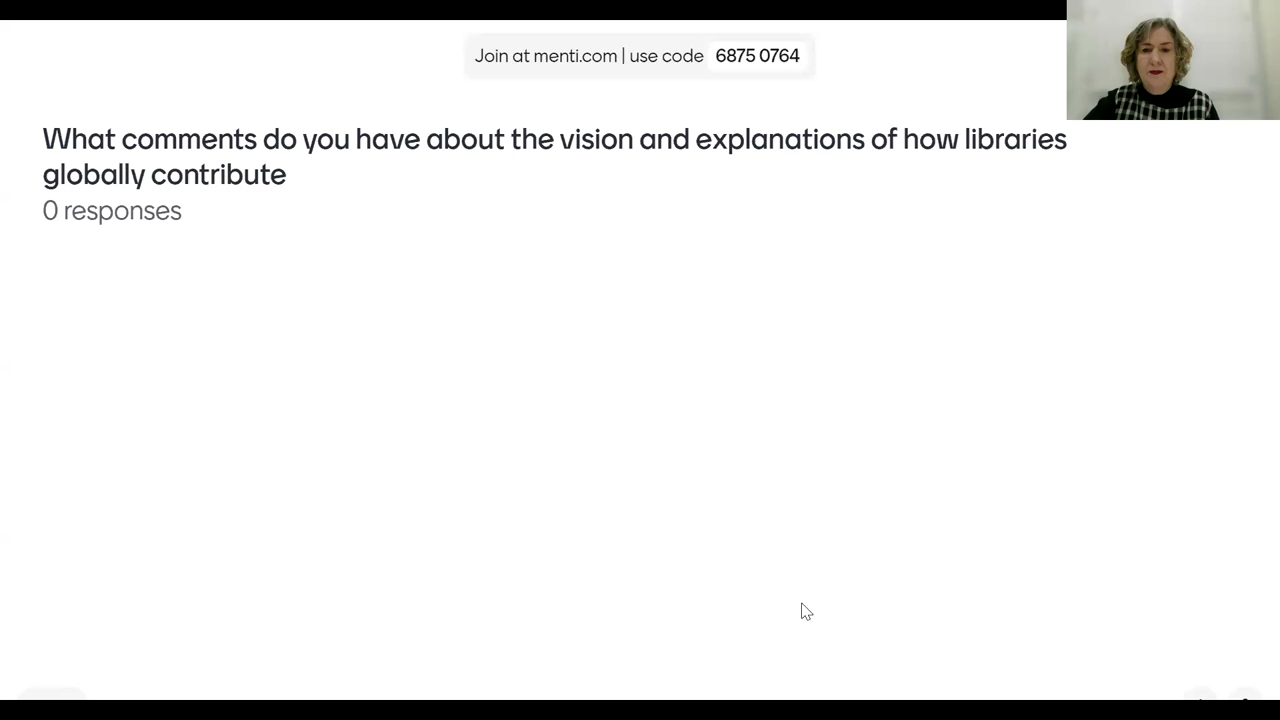 Join at menti.com | use code 6875 0764
What comments do you have about the vision and explanations of how libraries
globally contribute
0 responses